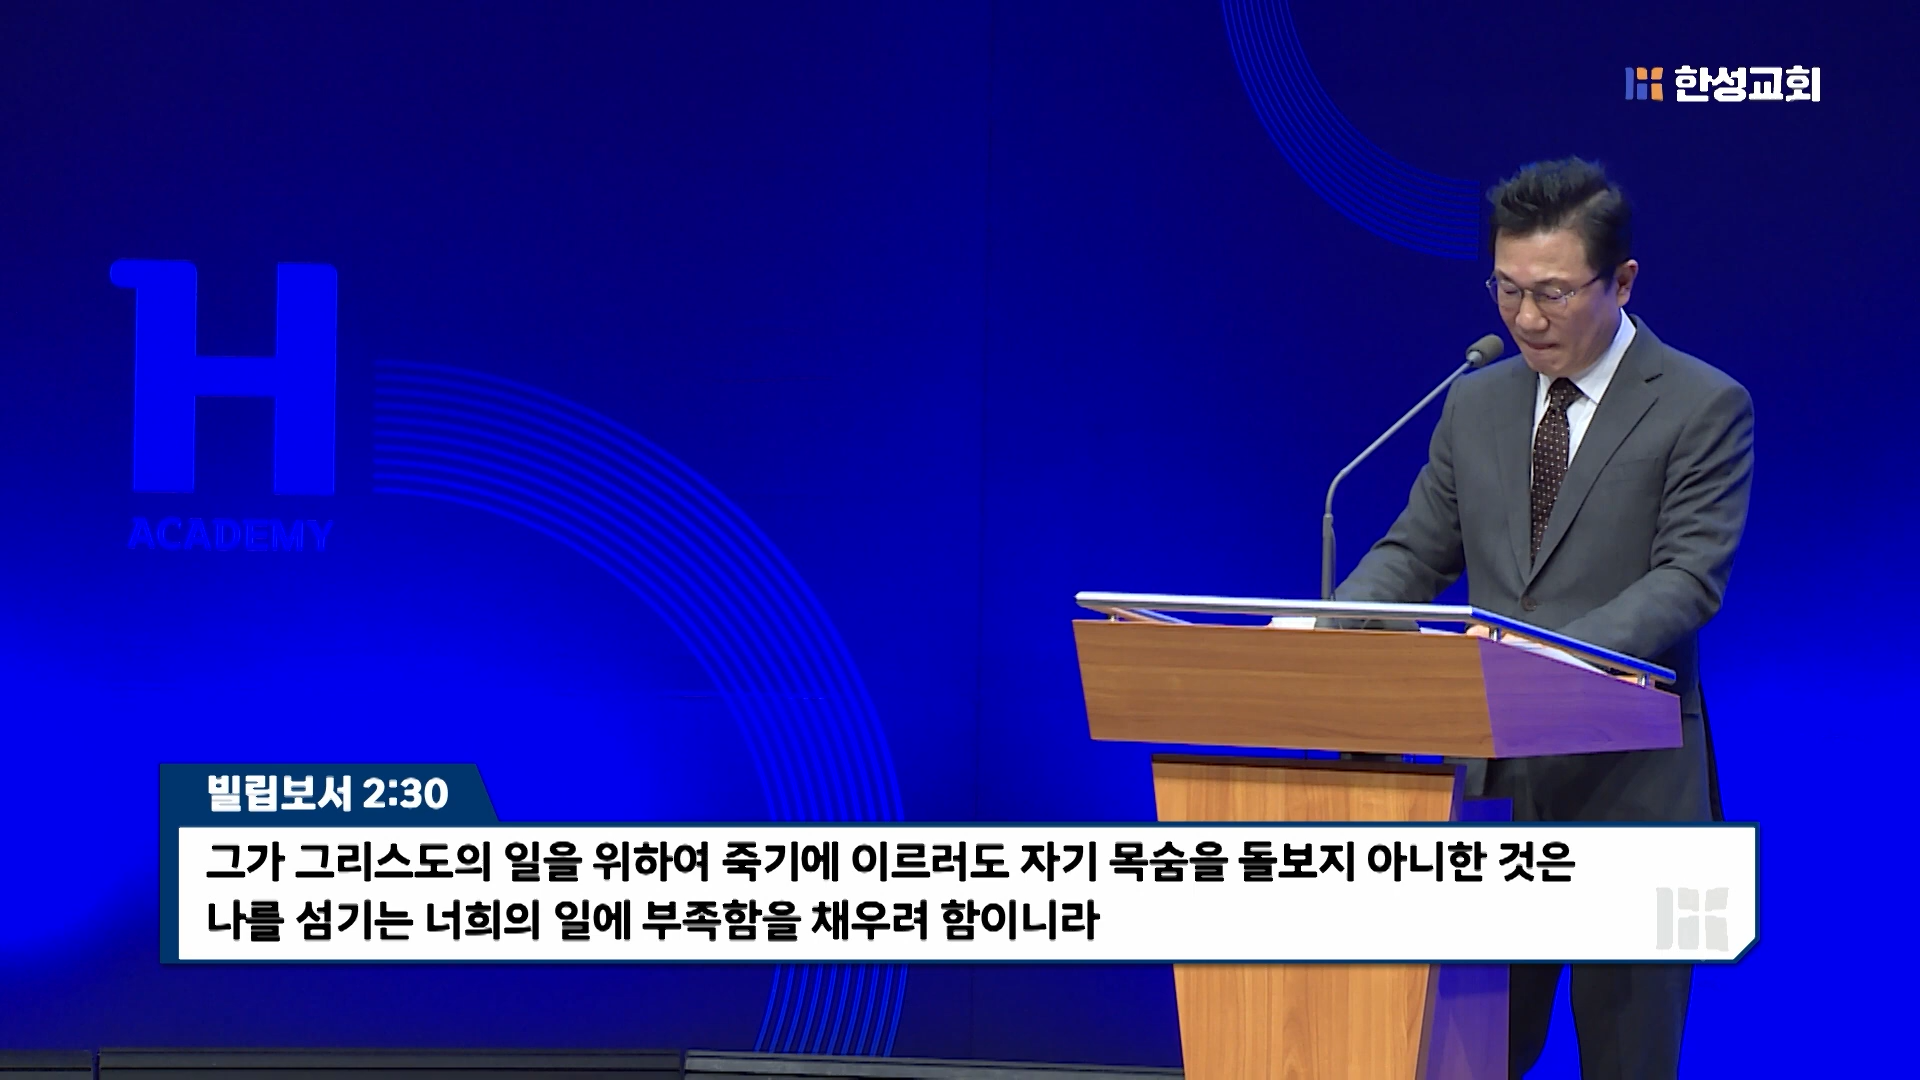 한성교회
H
ACADEMY
빌립보서 2:30
그가 그리스도의 일을 위하여 죽기에 이르러도 자기 목숨을 돌보지 아니한 것은
나를 섬기는 너희의 일에 부족함을 채우려 함이니라